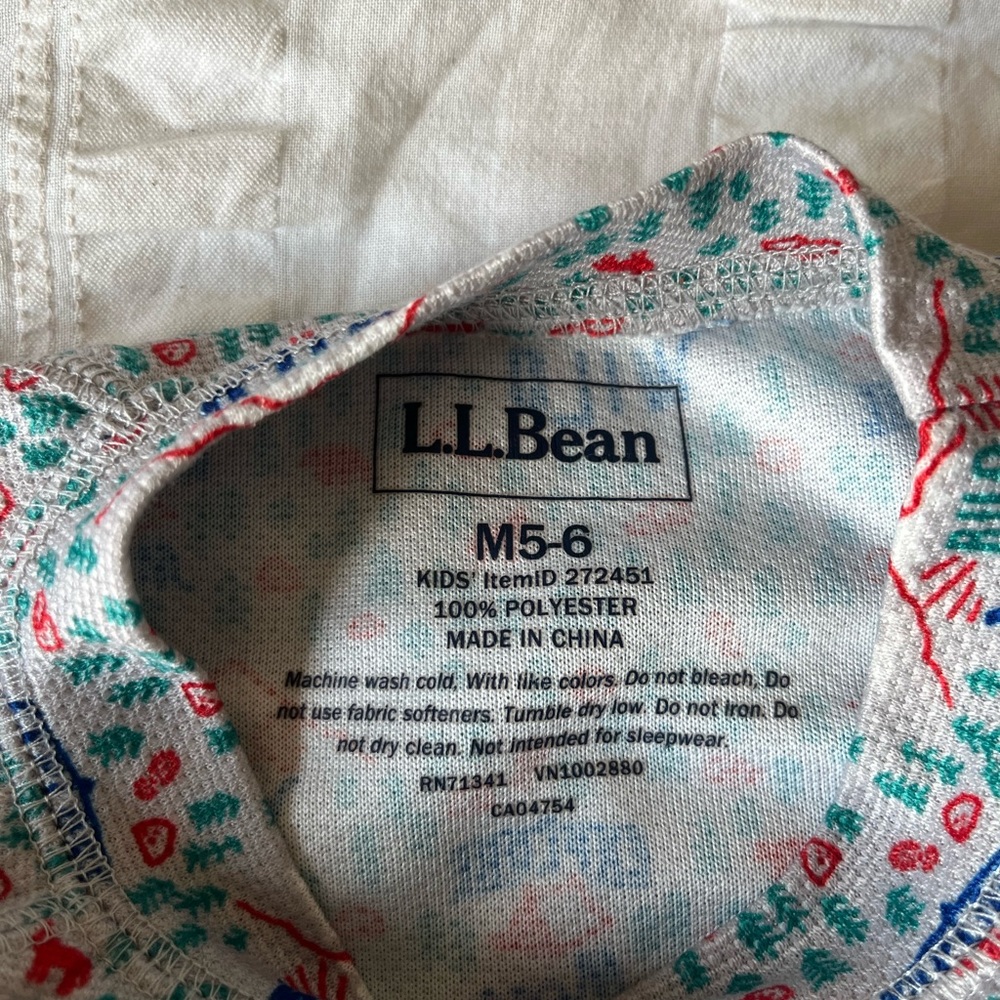 L.L.Bean
M5-6
KIDS' ItemID 272451
100% POLYESTER
MADE IN CHINA
Machine wash cold. With like colors. Do not bleach. Do
not use fabric softeners. Tumble dry low. Do not iron. Do
not dry clean. Not intended for sleepwear.
RN71341 VN1002880
CA04754